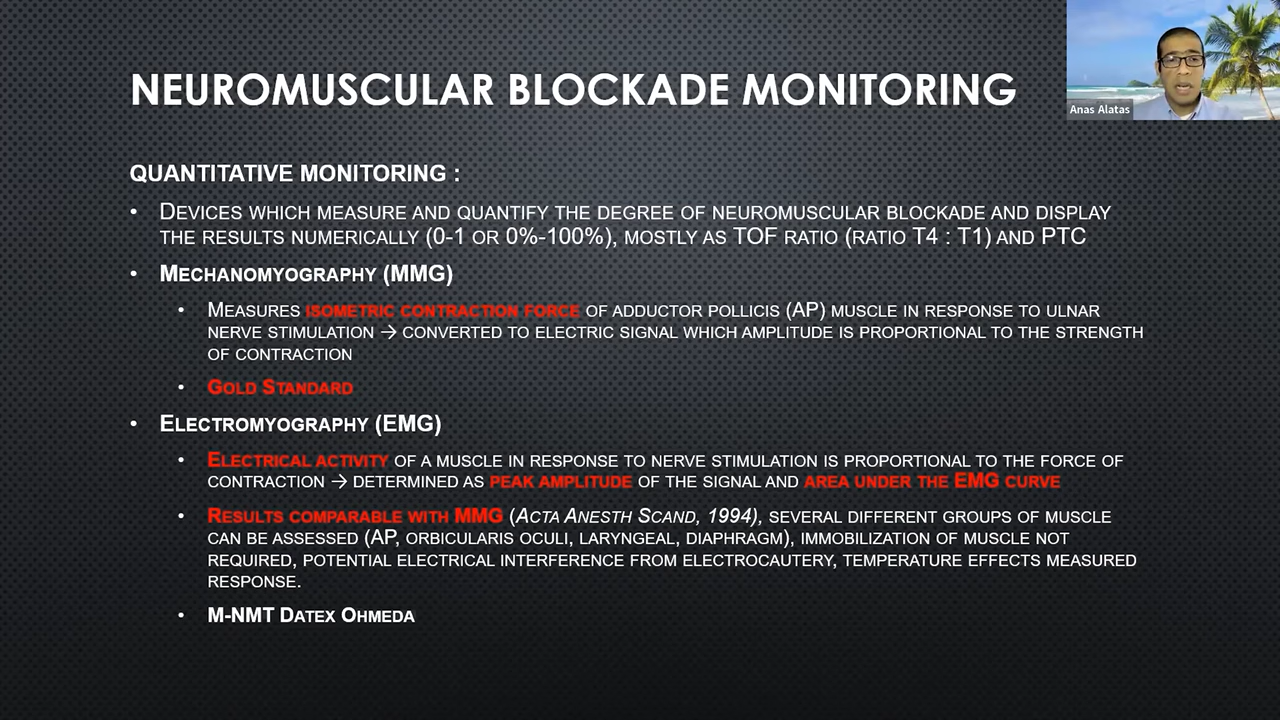 NEUROMUSCULAR BLOCKADE MONITORING
Anas Alatas
QUANTITATIVE MONITORING :
• DEVICES WHICH MEASURE AND QUANTIFY THE DEGREE OF NEUROMUSCULAR BLOCKADE AND DISPLAY
THE RESULTS NUMERICALLY (0-1 OR 0%-100%), MOSTLY AS TOF RATIO (RATIO T4 : T1) AND PTC
• MECHANOMYOGRAPHY (MMG)
• MEASURES ISOMETRIC CONTRACTION FORCE OF ADDUCTOR POLLICIS (AP) MUSCLE IN RESPONSE TO ULNAR
NERVE STIMULATION → CONVERTED TO ELECTRIC SIGNAL WHICH AMPLITUDE IS PROPORTIONAL TO THE STRENGTH
OF CONTRACTION
• GOLD STANDARD
• ELECTROMYOGRAPHY (EMG)
• ELECTRICAL ACTIVITY OF A MUSCLE IN RESPONSE TO NERVE STIMULATION IS PROPORTIONAL TO THE FORCE OF
CONTRACTION → DETERMINED AS PEAK AMPLITUDE OF THE SIGNAL AND AREA UNDER THE EMG CURVE
• RESULTS COMPARABLE WITH MMG (ACTA ANESTH SCAND, 1994), SEVERAL DIFFERENT GROUPS OF MUSCLE
CAN BE ASSESSED (AP, ORBICULARIS OCULI, LARYNGEAL, DIAPHRAGM), IMMOBILIZATION OF MUSCLE NOT
REQUIRED, POTENTIAL ELECTRICAL INTERFERENCE FROM ELECTROCAUTERY, TEMPERATURE EFFECTS MEASURED
RESPONSE.
• M-NMT DATEX OHMEDA